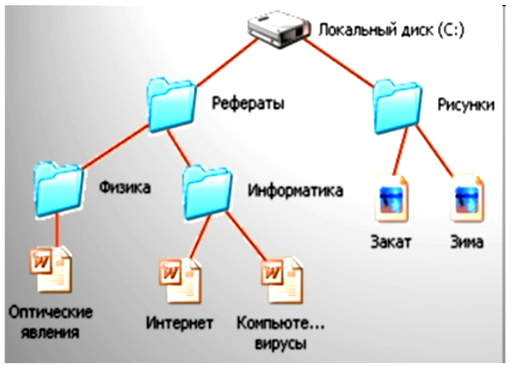 Локальный диск (C:)
Рефераты
Рисунки
Физика
Информатика
Закат
Зима
Оптические
явления
Интернет
Компьюте...
вирусы